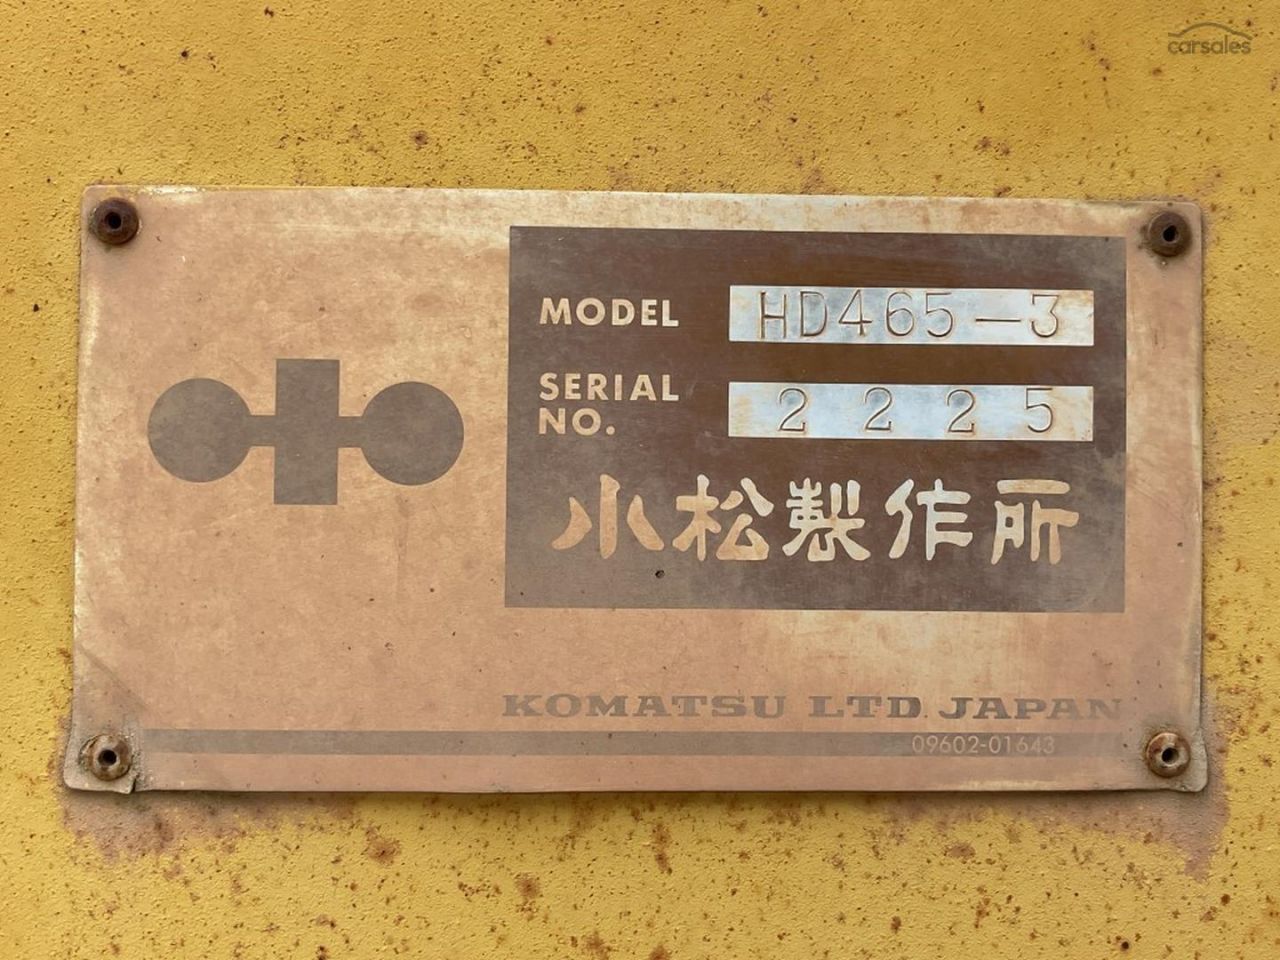 carsales
MODEL HD465-3
SERIAL NO. 2225
小松製作所
KOMATSU LTD. JAPAN
09602-01643